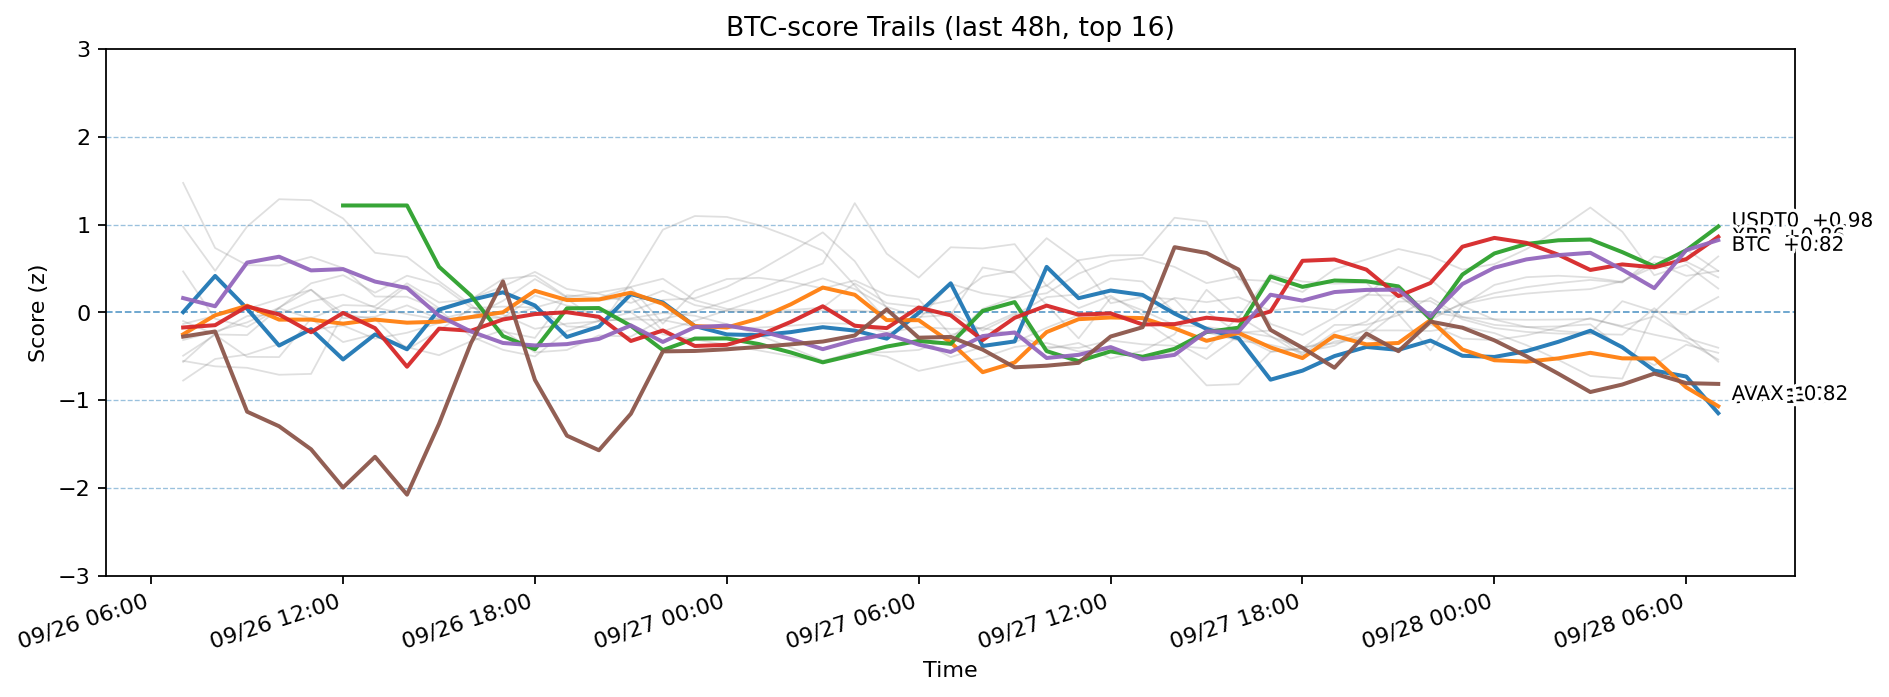 BTC-score Trails (last 48h, top 16)
3
2
1
0
−1
−2
−3
Score (z)
USDT0 +0.98
BTC +0.82
AVAX
0.82
09/26 06:00
09/26 12:00
09/26 18:00
09/27 00:00
09/27 06:00
09/27 12:00
09/27 18:00
09/28 00:00
09/28 06:00
Time